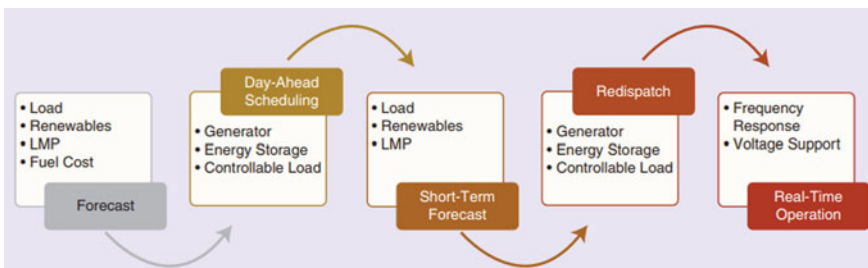 • Load
• Renewables
• LMP
• Fuel Cost
Forecast
Day-Ahead
Scheduling
• Generator
• Energy Storage
• Controllable Load
• Load
• Renewables
• LMP
Short-Term
Forecast
Redispatch
• Generator
• Energy Storage
• Controllable Load
• Frequency
Response
• Voltage Support
Real-Time
Operation